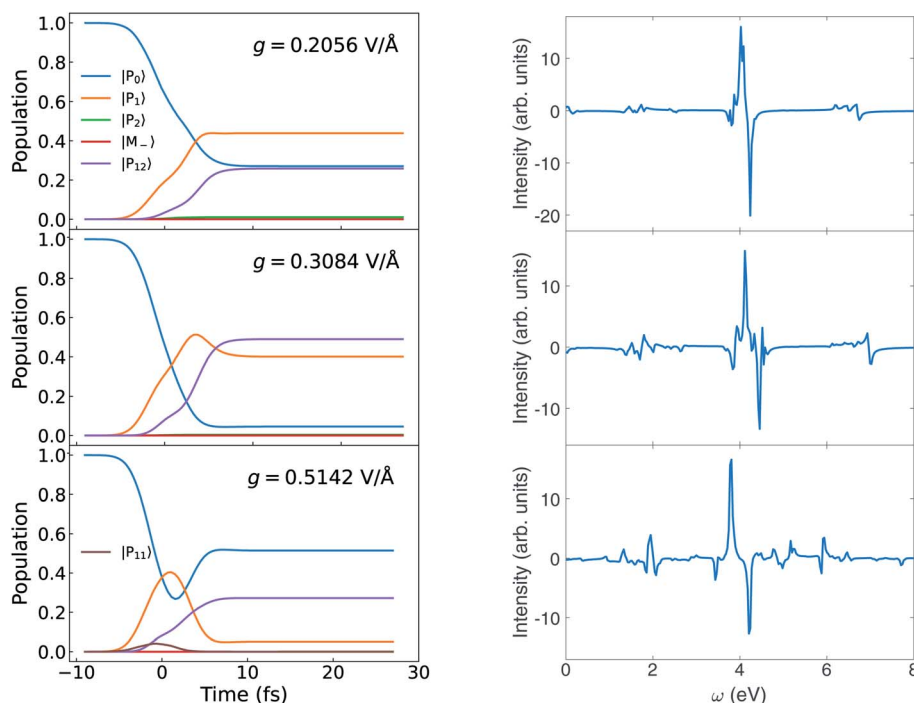 1.0
0.8
0.6
0.4
0.2
0.0
Population
g = 0.2056 V/Å
|P₀⟩
|P₁⟩
|P₂⟩
|M₋⟩
|P₁₂⟩
1.0
0.8
0.6
0.4
0.2
0.0
Population
g = 0.3084 V/Å
1.0
0.8
0.6
0.4
0.2
0.0
Population
g = 0.5142 V/Å
|P₁₁⟩
−10 0 10 20 30
Time (fs)
10
0
-10
-20
Intensity (arb. units)
10
0
-10
Intensity (arb. units)
10
0
-10
Intensity (arb. units)
0 2 4 6 8
ω (eV)